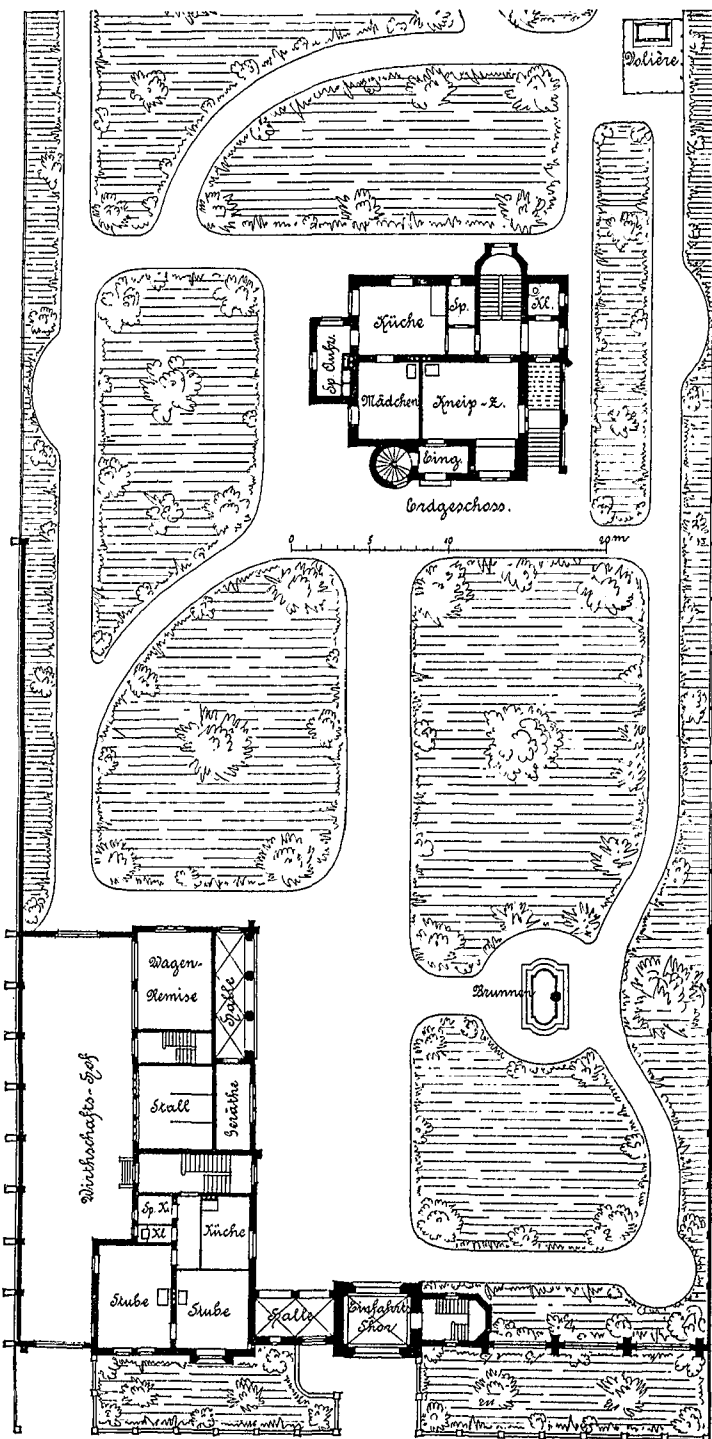 Volière
Küche
Sp.
Kl.
Sp. Aufz.
Mädchen
Kneip-Z.
Eing.
Erdgeschoss.
0 5 10 20 m
Brunnen
Wagen-
Remise
Halle
Wirthschafts-Hof
Stall
Geräthe
Sp. K.
Kl
Küche
Stube
Stube
Halle
Einfahrts
Thor